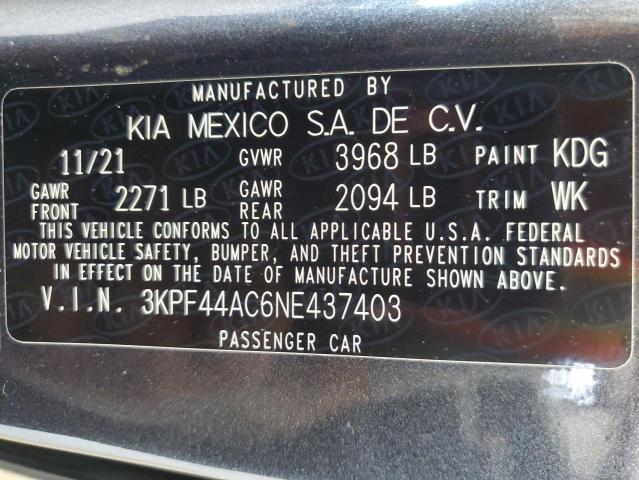 MANUFACTURED BY
KIA MEXICO S.A. DE C.V.
11/21 GVWR 3968 LB PAINT KDG
GAWR FRONT 2271 LB GAWR REAR 2094 LB TRIM WK
THIS VEHICLE CONFORMS TO ALL APPLICABLE U.S.A. FEDERAL
MOTOR VEHICLE SAFETY, BUMPER, AND THEFT PREVENTION STANDARDS
IN EFFECT ON THE DATE OF MANUFACTURE SHOWN ABOVE.
V.I.N. 3KPF44AC6NE437403
PASSENGER CAR